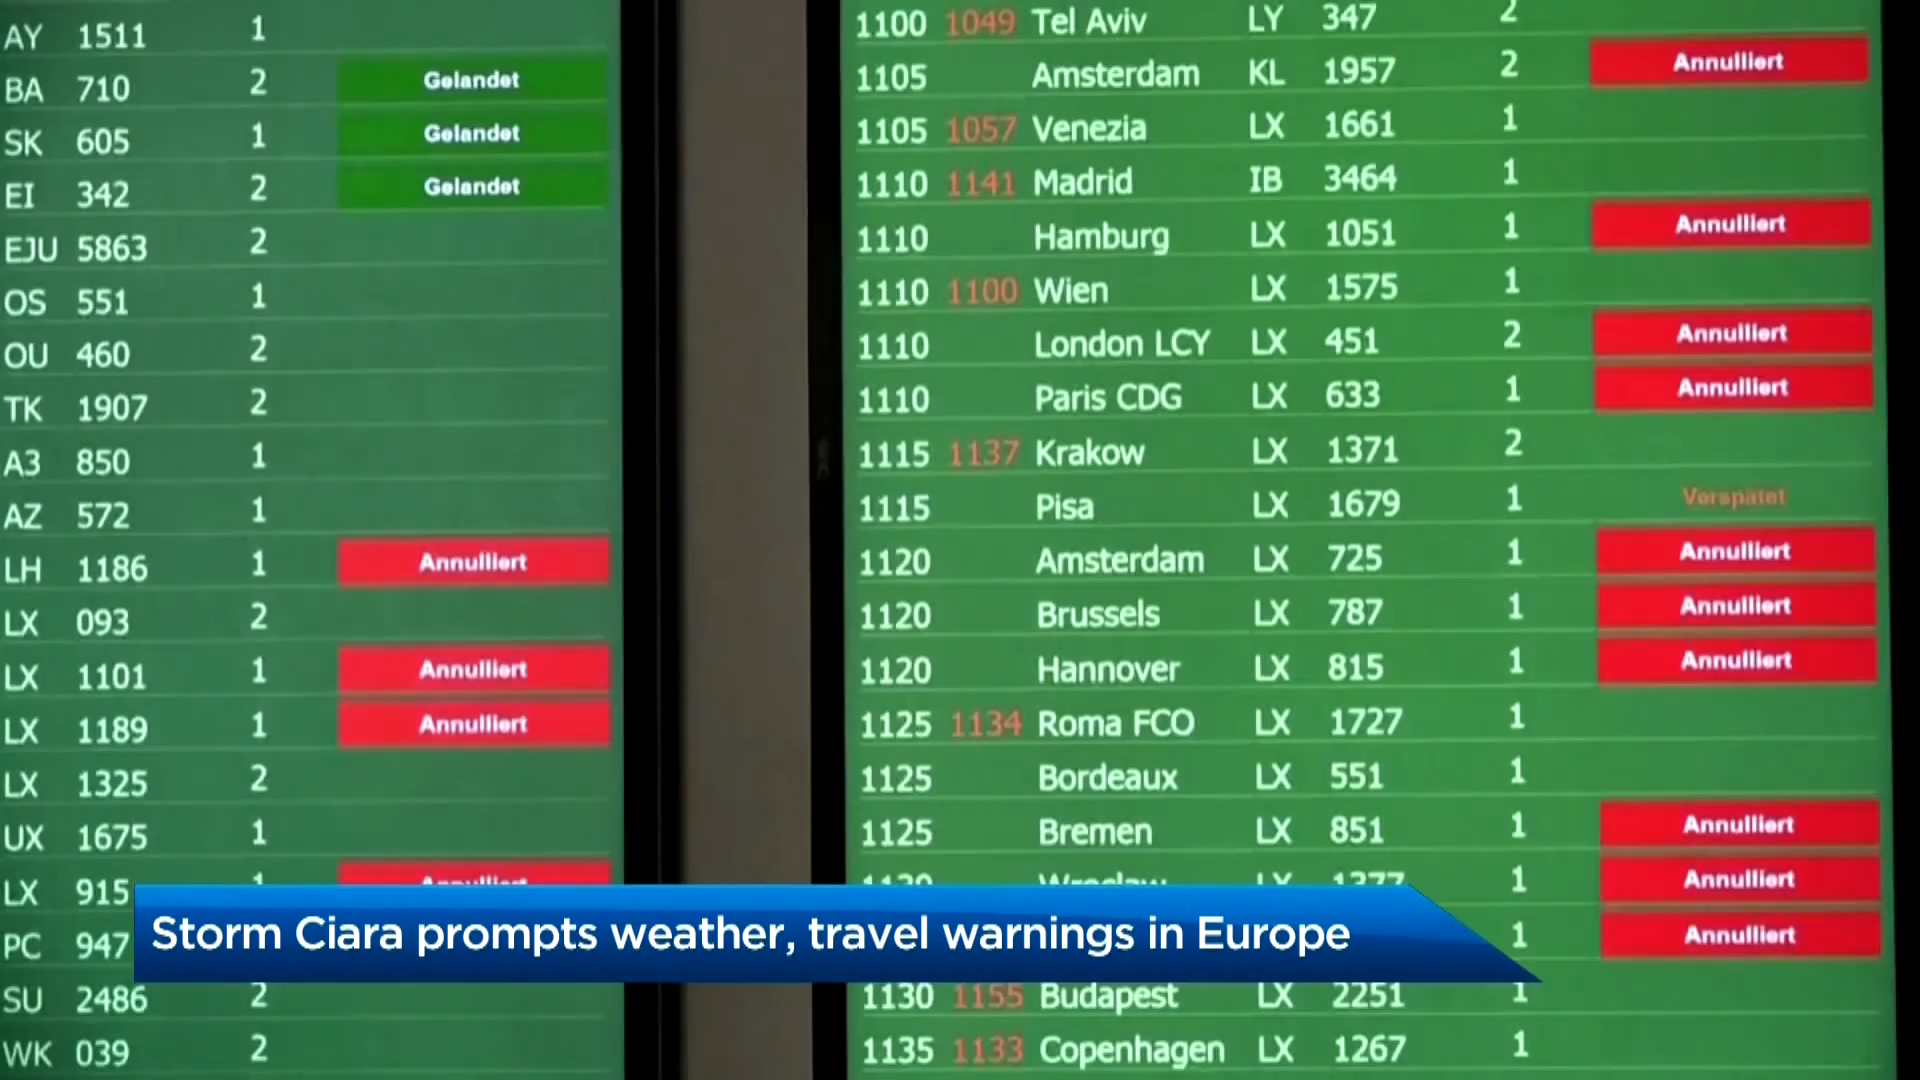 AY 1511 1
BA 710 2 Gelandet
SK 605 1 Gelandet
EI 342 2 Gelandet
EJU 5863 2
OS 551 1
OU 460 2
TK 1907 2
A3 850 1
AZ 572 1
LH 1186 1 Annulliert
LX 093 2
LX 1101 1 Annulliert
LX 1189 1 Annulliert
LX 1325 2
UX 1675 1
LX 915 1 Annulliert
PC 947
SU 2486 2
WK 039 2
1100 1049 Tel Aviv LY 347 2
1105 Amsterdam KL 1957 2 Annulliert
1105 1057 Venezia LX 1661 1
1110 1141 Madrid IB 3464 1
1110 Hamburg LX 1051 1 Annulliert
1110 1100 Wien LX 1575 1
1110 London LCY LX 451 2 Annulliert
1110 Paris CDG LX 633 1 Annulliert
1115 1137 Krakow LX 1371 2
1115 Pisa LX 1679 1 Verspätet
1120 Amsterdam LX 725 1 Annulliert
1120 Brussels LX 787 1 Annulliert
1120 Hannover LX 815 1 Annulliert
1125 1134 Roma FCO LX 1727 1
1125 Bordeaux LX 551 1
1125 Bremen LX 851 1 Annulliert
Wroclaw LX 1377 1 Annulliert
1 Annulliert
1130 1155 Budapest LX 2251 1
1135 1133 Copenhagen LX 1267 1
Storm Ciara prompts weather, travel warnings in Europe